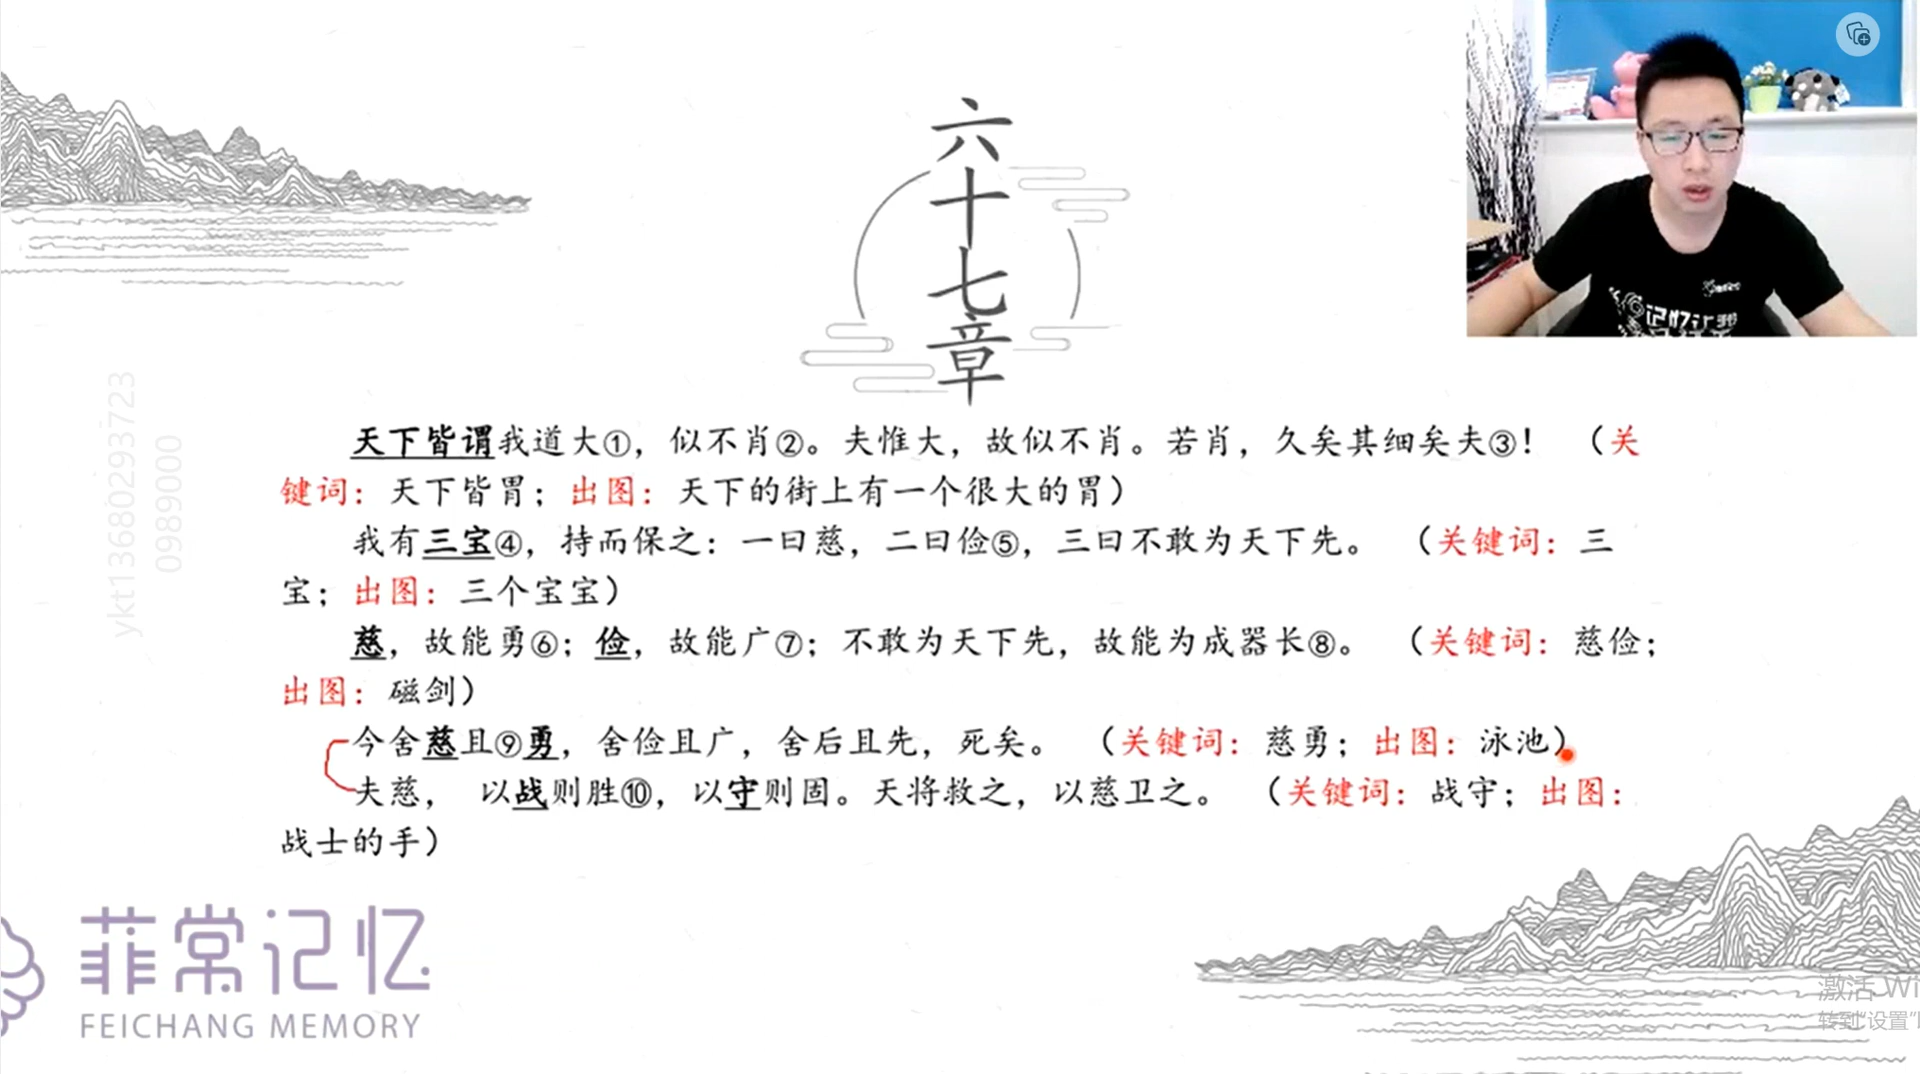 六十七章
天下皆谓我道大①，似不肖②。夫惟大，故似不肖。若肖，久矣其细矣夫③！（关
键词：天下皆胃；出图：天下的街上有一个很大的胃）
我有三宝④，持而保之：一曰慈，二曰俭⑤，三曰不敢为天下先。（关键词：三
宝；出图：三个宝宝）
慈，故能勇⑥；俭，故能广⑦；不敢为天下先，故能为成器长⑧。（关键词：慈俭；
出图：磁剑）
今舍慈且⑨勇，舍俭且广，舍后且先，死矣。（关键词：慈勇；出图：泳池）
夫慈， 以战则胜⑩，以守则固。天将救之，以慈卫之。（关键词：战守；出图：
战士的手）
ykt13680293723
0989000
菲常记忆
FEICHANG MEMORY
激活 Wi
转到"设置"